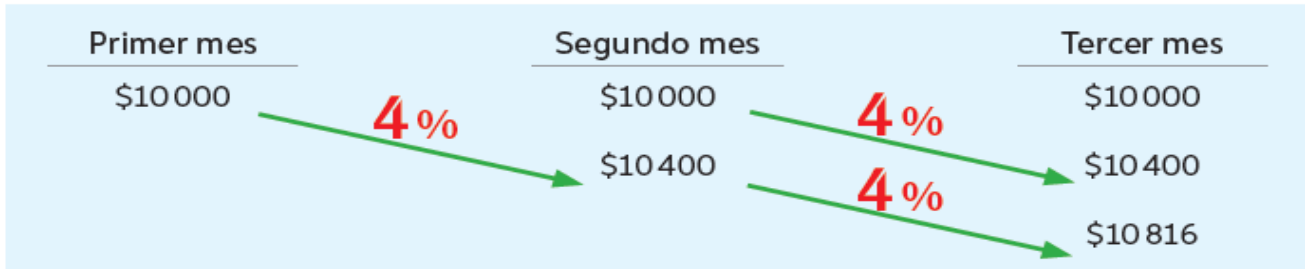 Primer mes Segundo mes Tercer mes
$10 000 $10 000 $10 000
4 % 4 %
$10 400 $10 400
4 %
$10 816